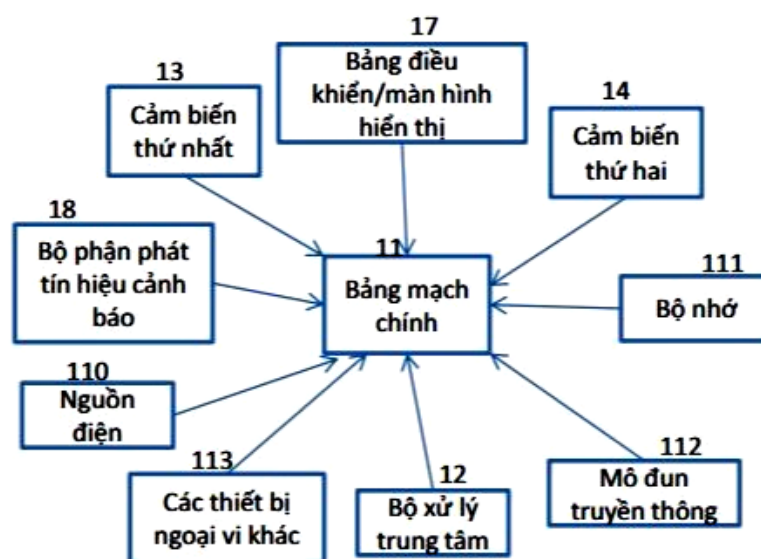 17
Bảng điều
khiển/màn hình
hiển thị
13
Cảm biến
thứ nhất
14
Cảm biến
thứ hai
18
Bộ phận phát
tín hiệu cảnh
báo
11
Bảng mạch
chính
111
Bộ nhớ
110
Nguồn
điện
113
Các thiết bị
ngoại vi khác
12
Bộ xử lý
trung tâm
112
Mô đun
truyền thông